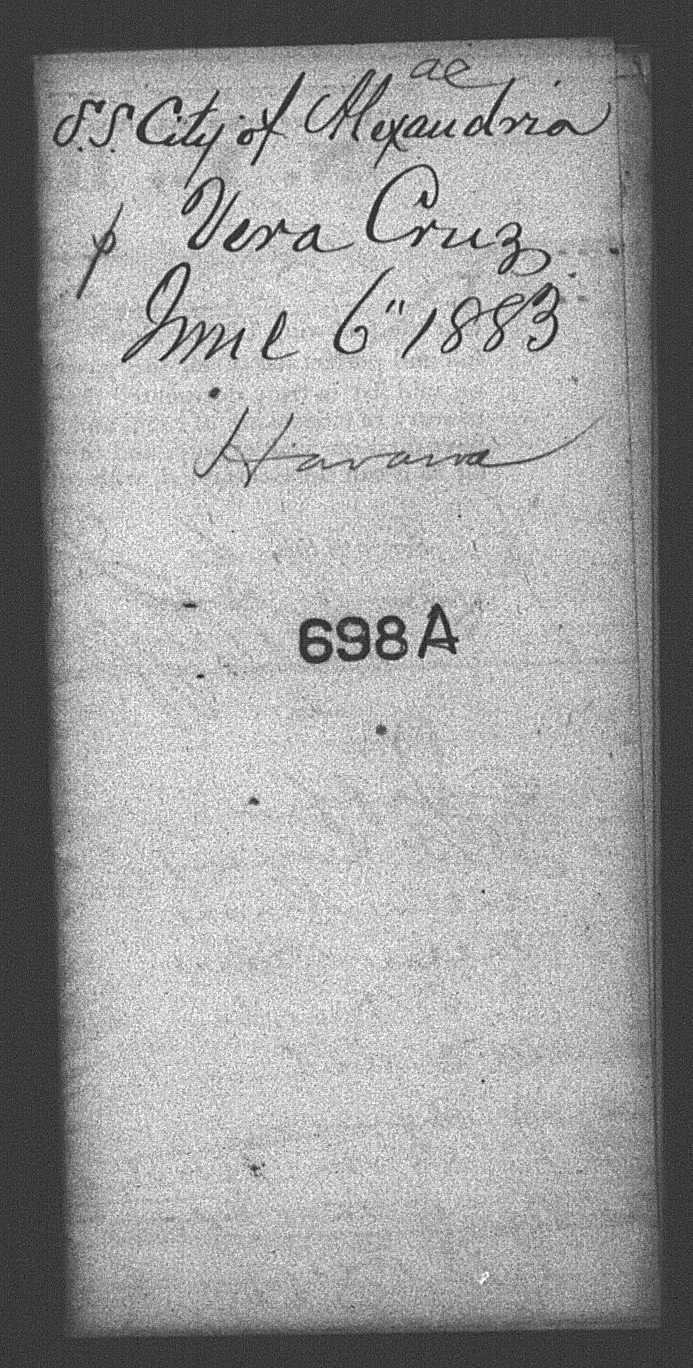 ae
S.S. City of Alexandria
p Vera Cruz
June 6" 1883
Havana
698A